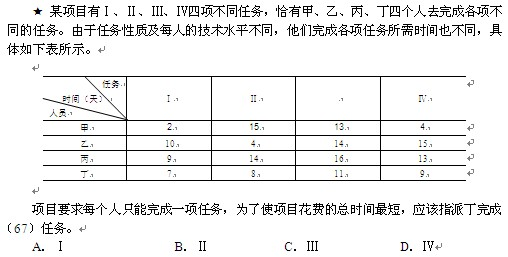 ★ 某项目有Ⅰ、Ⅱ、Ⅲ、Ⅳ四项不同任务，恰有甲、乙、丙、丁四个人去完成各项不
同的任务。由于任务性质及每人的技术水平不同，他们完成各项任务所需时间也不同，具
体如下表所示。
任务
时间（天）
人员
Ⅰ Ⅱ Ⅳ
甲 2 15 13 4
乙 10 4 14 15
丙 9 14 16 13
丁 7 8 11 9
项目要求每个人只能完成一项任务，为了使项目花费的总时间最短，应该指派丁完成
（67）任务。
A. Ⅰ B. Ⅱ C. Ⅲ D. Ⅳ